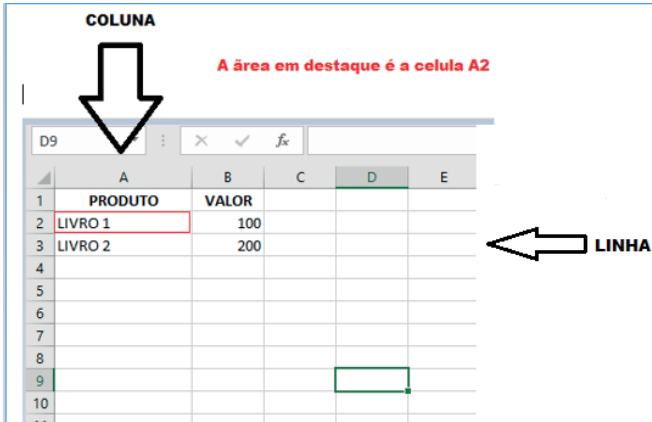 COLUNA
A ãrea em destaque é a celula A2
D9 fx
A B C D E
1 PRODUTO VALOR
2 LIVRO 1 100
3 LIVRO 2 200
LINHA
4
5
6
7
8
9
10